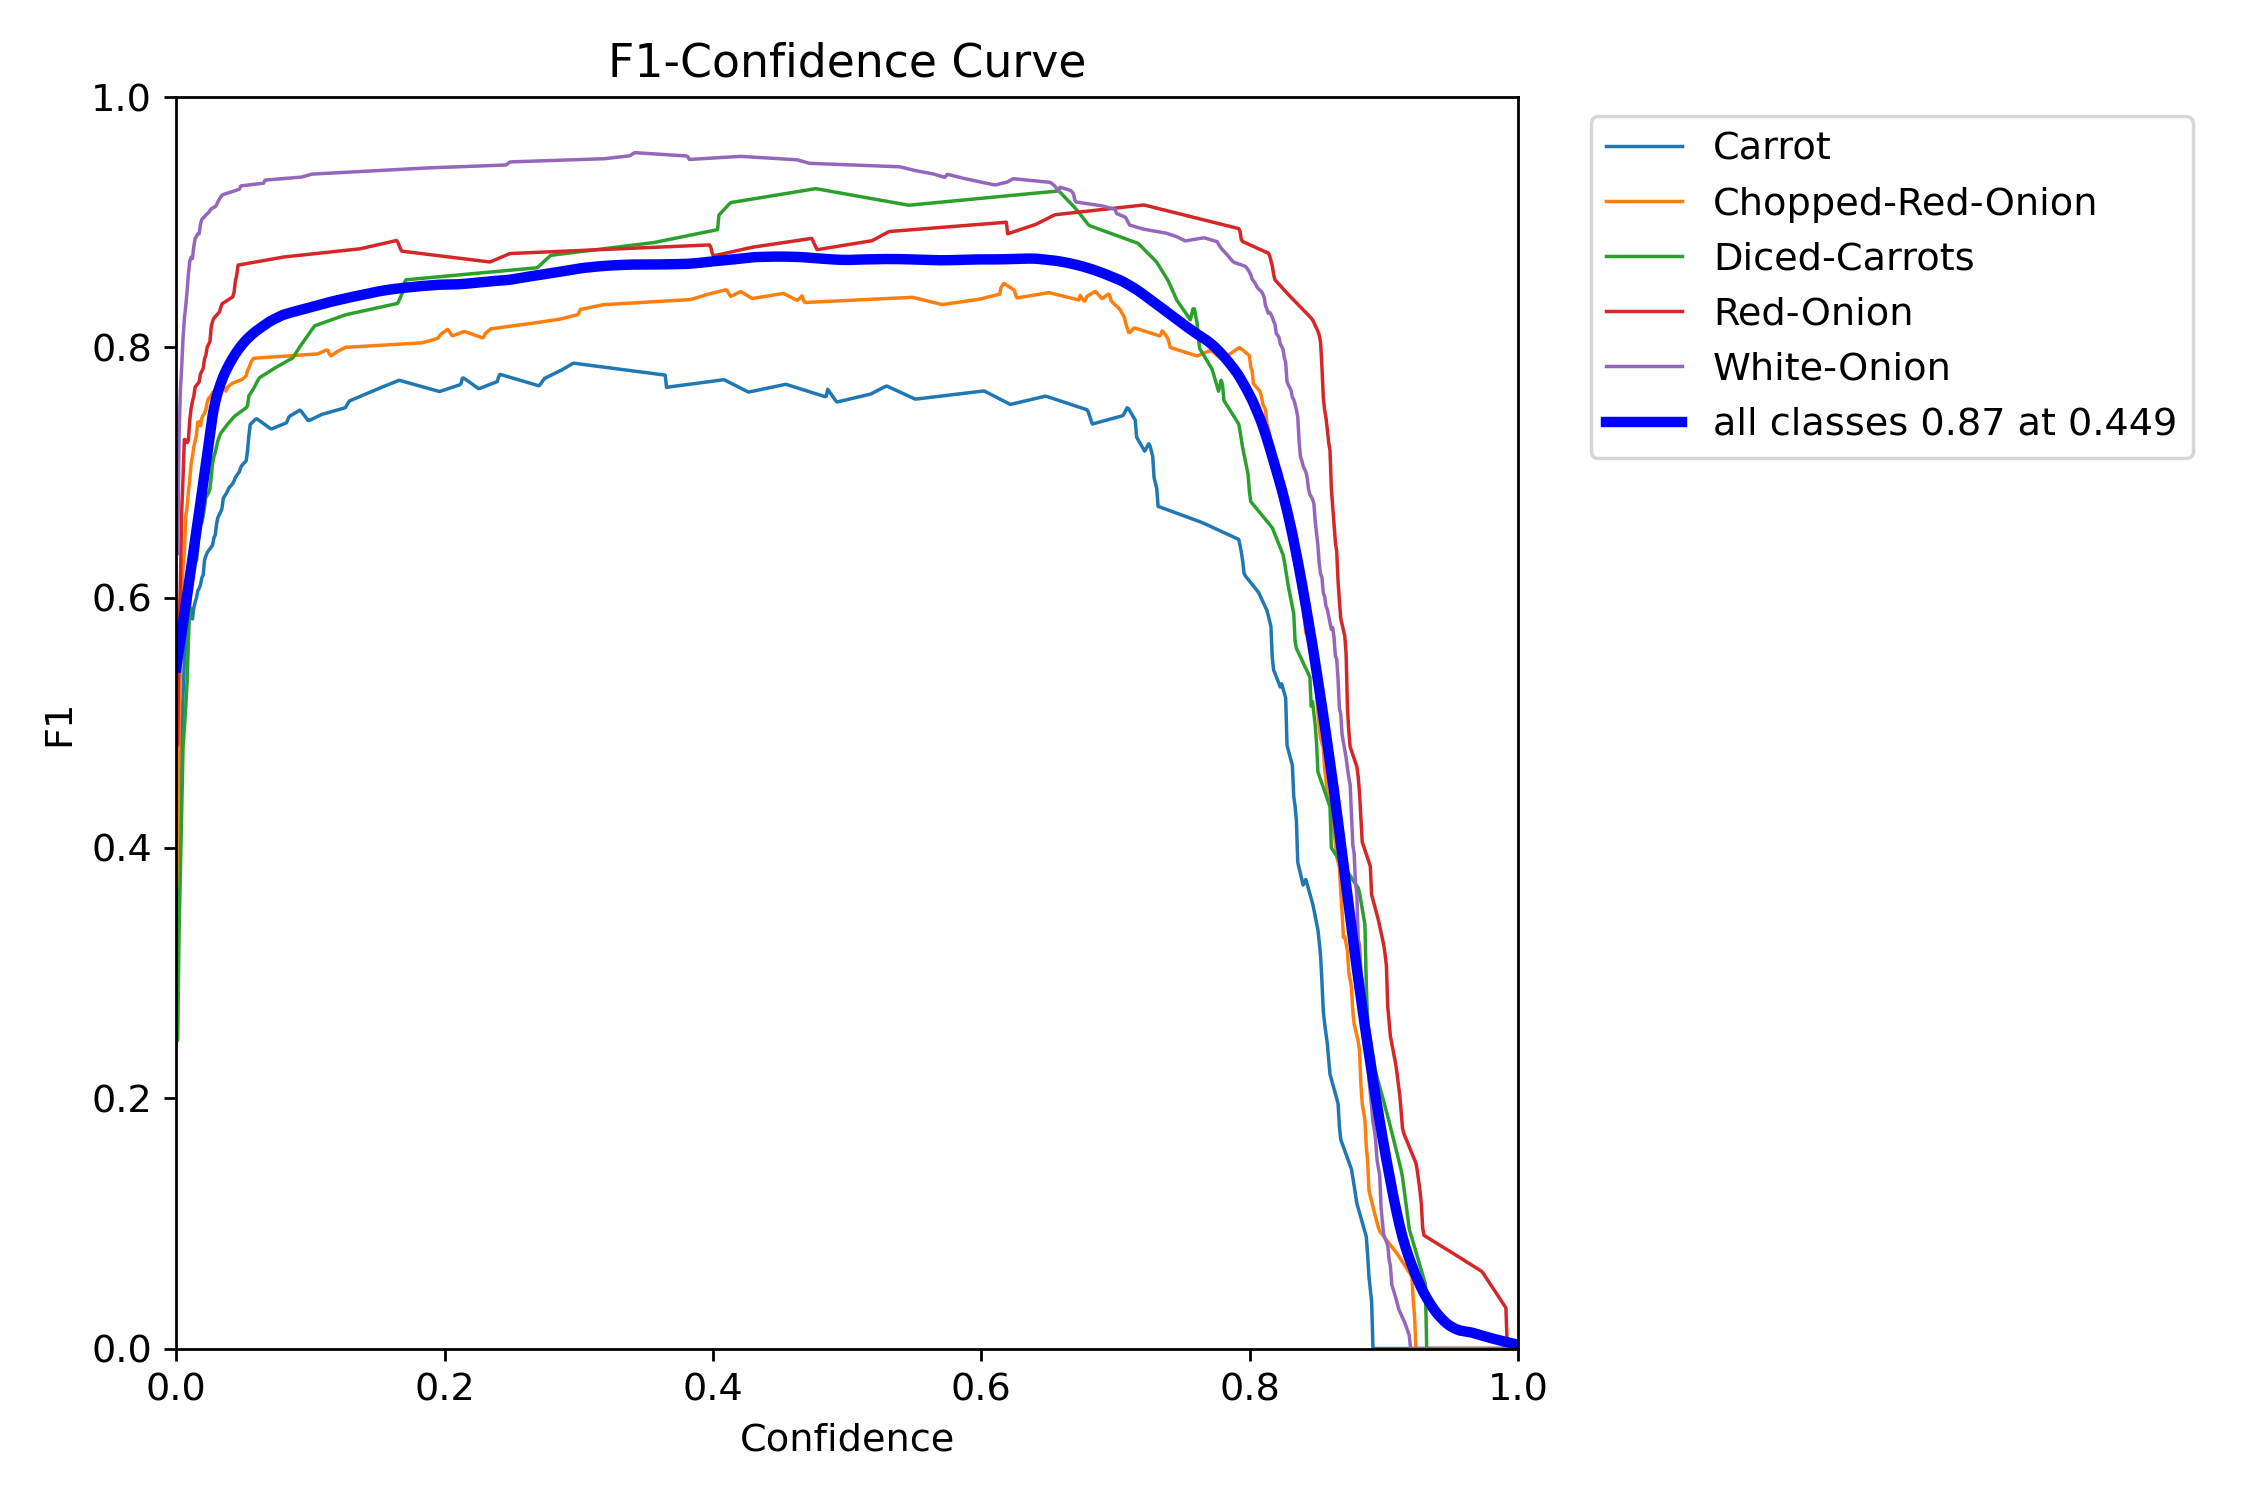 F1-Confidence Curve
1.0
0.8
0.6
0.4
0.2
0.0
F1
0.0 0.2 0.4 0.6 0.8 1.0
Confidence
Carrot
Chopped-Red-Onion
Diced-Carrots
Red-Onion
White-Onion
all classes 0.87 at 0.449